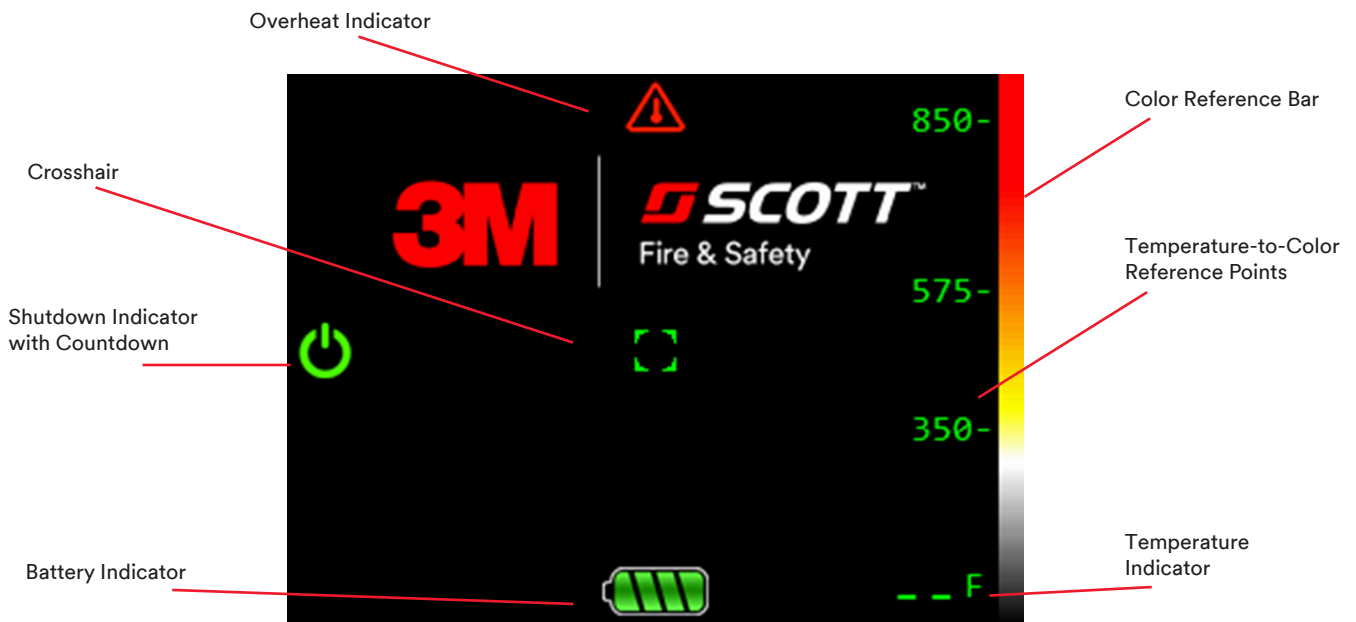 Overheat Indicator
850-
Color Reference Bar
Crosshair
3M
SCOTT™
Fire & Safety
Temperature-to-Color
Reference Points
575-
Shutdown Indicator
with Countdown
350-
Battery Indicator
Temperature
Indicator
-- F